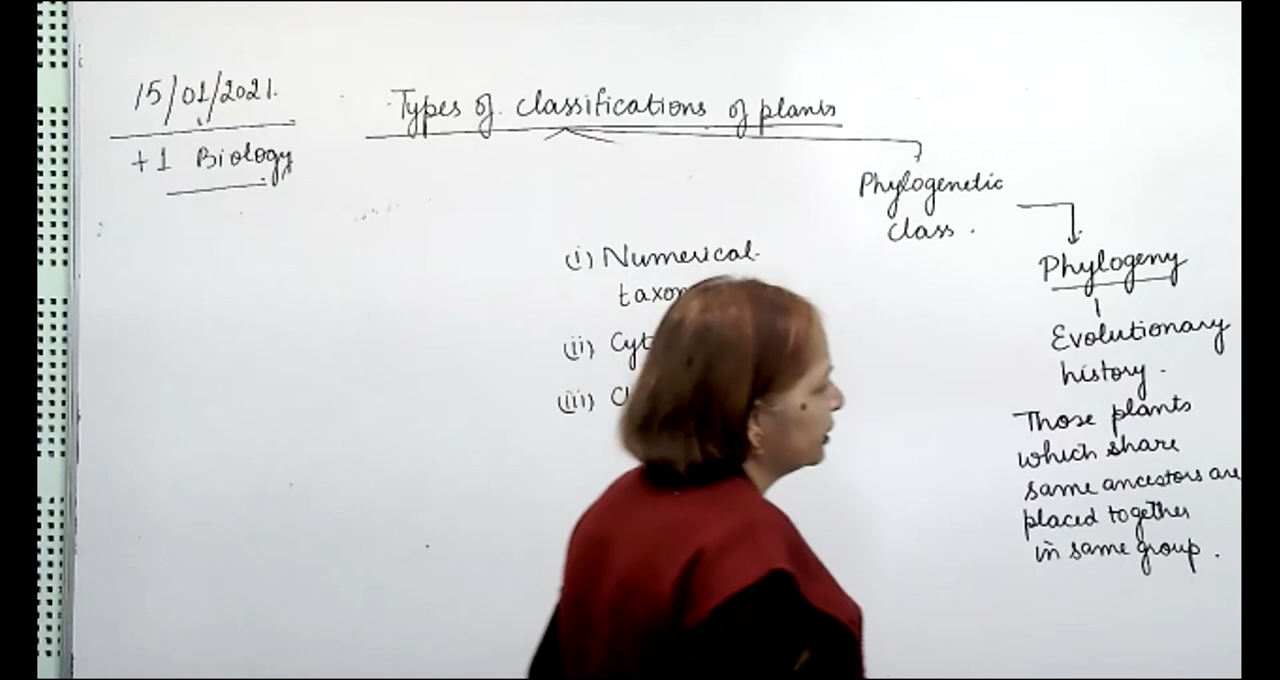 15/01/2021.
+1 Biology
Types of classifications of plants
Phylogenetic
class.
(i) Numerical
(ii)
(iii)
Phylogeny
Evolutionary
history.
Those plants
which share
same ancestors are
placed together
in same group.